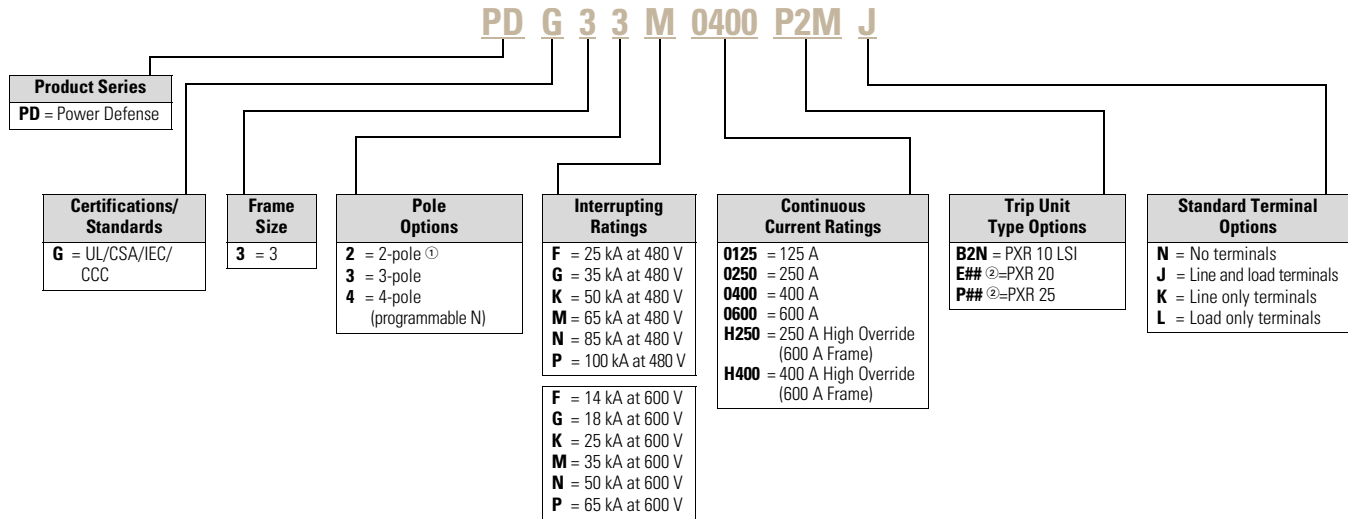 PD G 3 3 M 0400 P2M J
Product Series
PD = Power Defense
Certifications/
Standards
G = UL/CSA/IEC/
CCC
Frame
Size
3 = 3
Pole
Options
2 = 2-pole ①
3 = 3-pole
4 = 4-pole
(programmable N)
Interrupting
Ratings
F = 25 kA at 480 V
G = 35 kA at 480 V
K = 50 kA at 480 V
M = 65 kA at 480 V
N = 85 kA at 480 V
P = 100 kA at 480 V
F = 14 kA at 600 V
G = 18 kA at 600 V
K = 25 kA at 600 V
M = 35 kA at 600 V
N = 50 kA at 600 V
P = 65 kA at 600 V
Continuous
Current Ratings
0125 = 125 A
0250 = 250 A
0400 = 400 A
0600 = 600 A
H250 = 250 A High Override
(600 A Frame)
H400 = 400 A High Override
(600 A Frame)
Trip Unit
Type Options
B2N = PXR 10 LSI
E## ②=PXR 20
P## ②=PXR 25
Standard Terminal
Options
N = No terminals
J = Line and load terminals
K = Line only terminals
L = Load only terminals